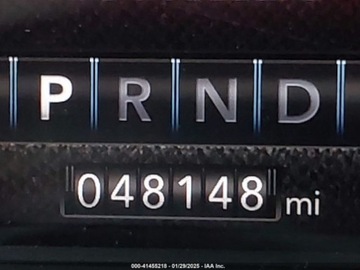 P R N D
048148 mi
000-41455218 - 01/29/2025 - IAA, Inc.